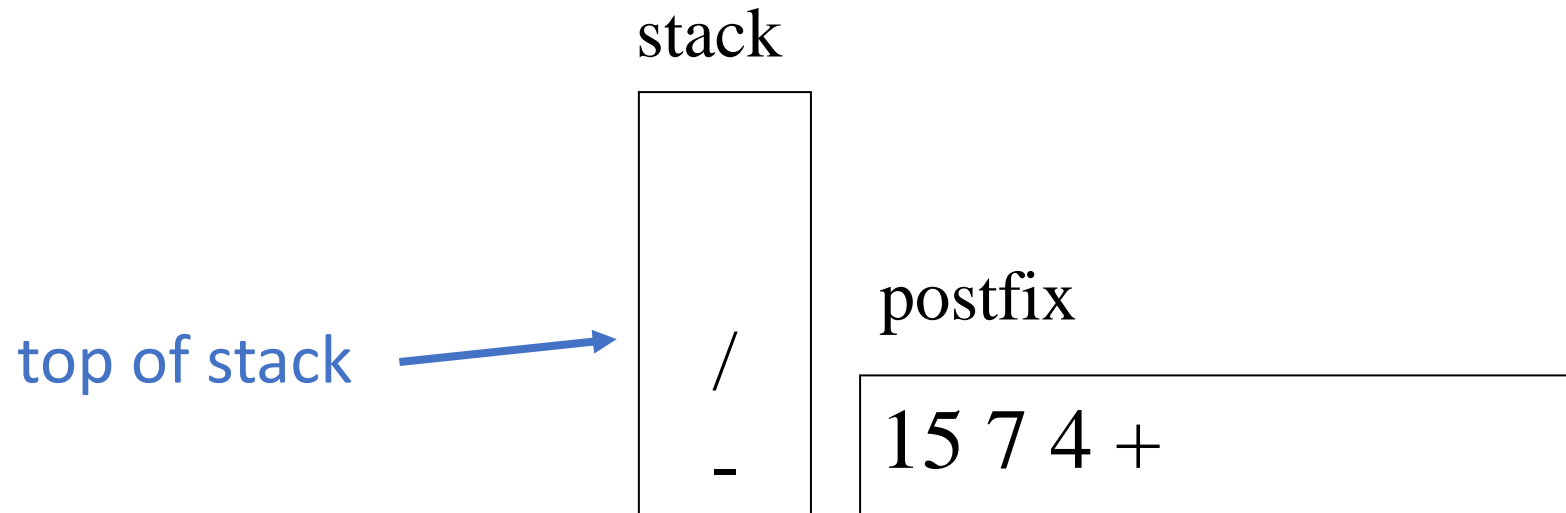 stack
postfix
top of stack
/
15 7 4 +
-